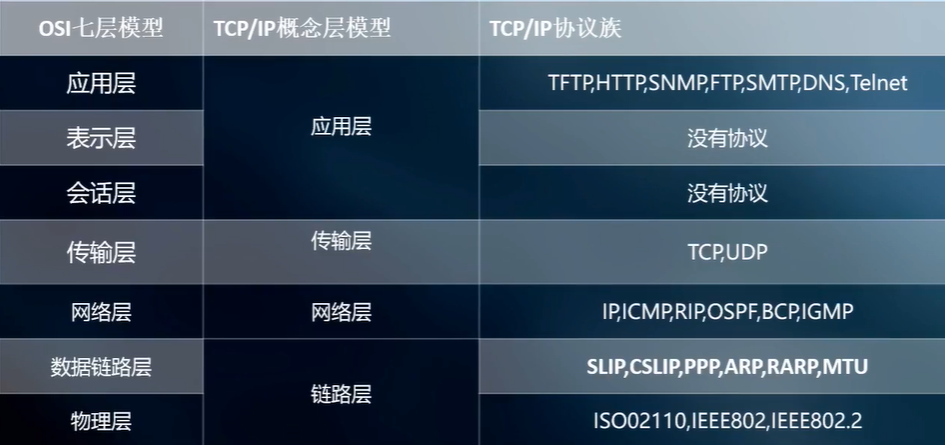 OSI七层模型 TCP/IP概念层模型 TCP/IP协议族
应用层 应用层 TFTP,HTTP,SNMP,FTP,SMTP,DNS,Telnet
表示层 没有协议
会话层 没有协议
传输层 传输层 TCP,UDP
网络层 网络层 IP,ICMP,RIP,OSPF,BCP,IGMP
数据链路层 链路层 SLIP,CSLIP,PPP,ARP,RARP,MTU
物理层 ISO02110,IEEE802,IEEE802.2